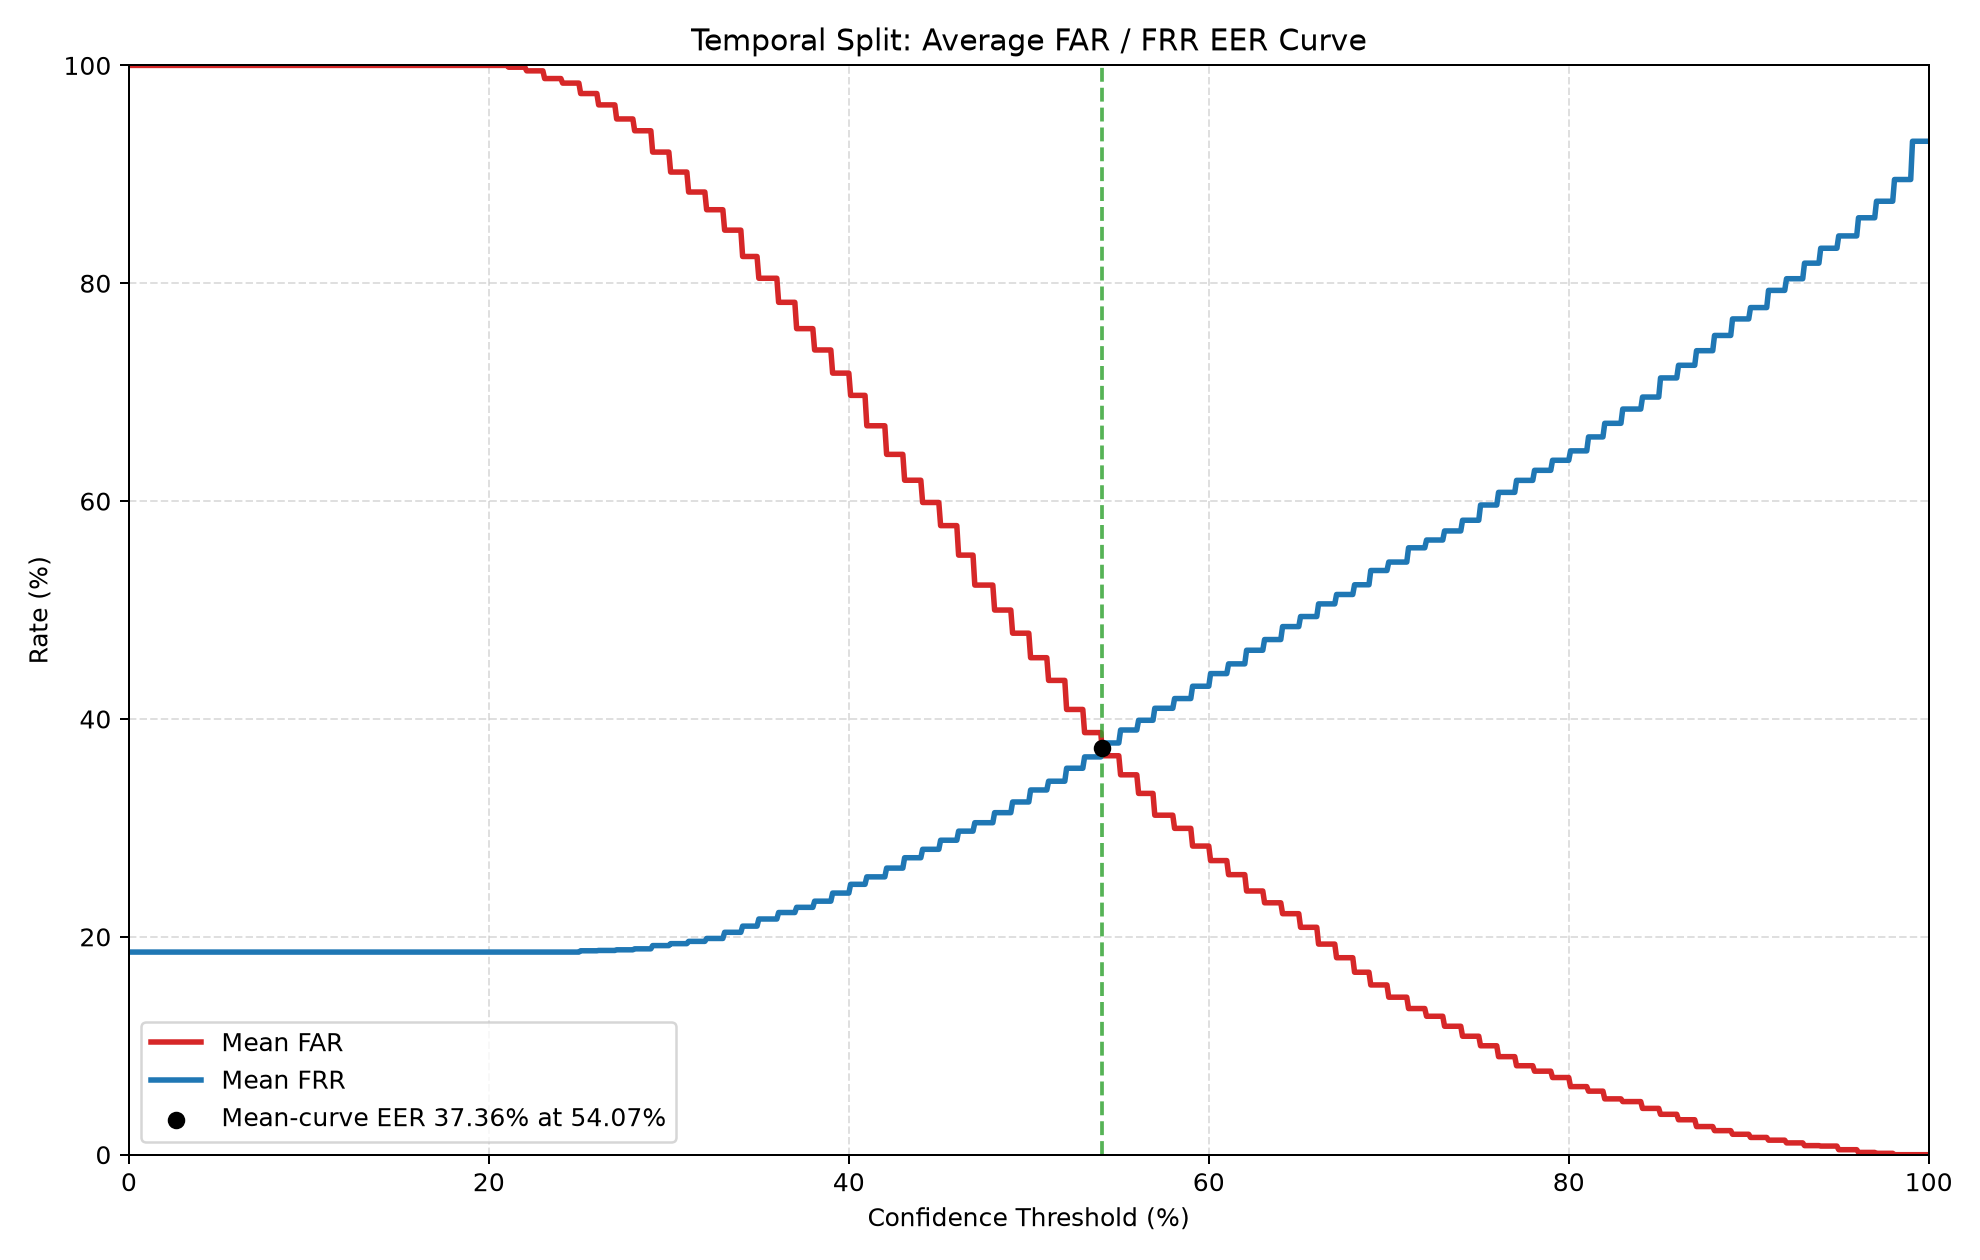 Temporal Split: Average FAR / FRR EER Curve
100
80
60
40
20
0
Rate (%)
Mean FAR
Mean FRR
Mean-curve EER 37.36% at 54.07%
0 20 40 60 80 100
Confidence Threshold (%)